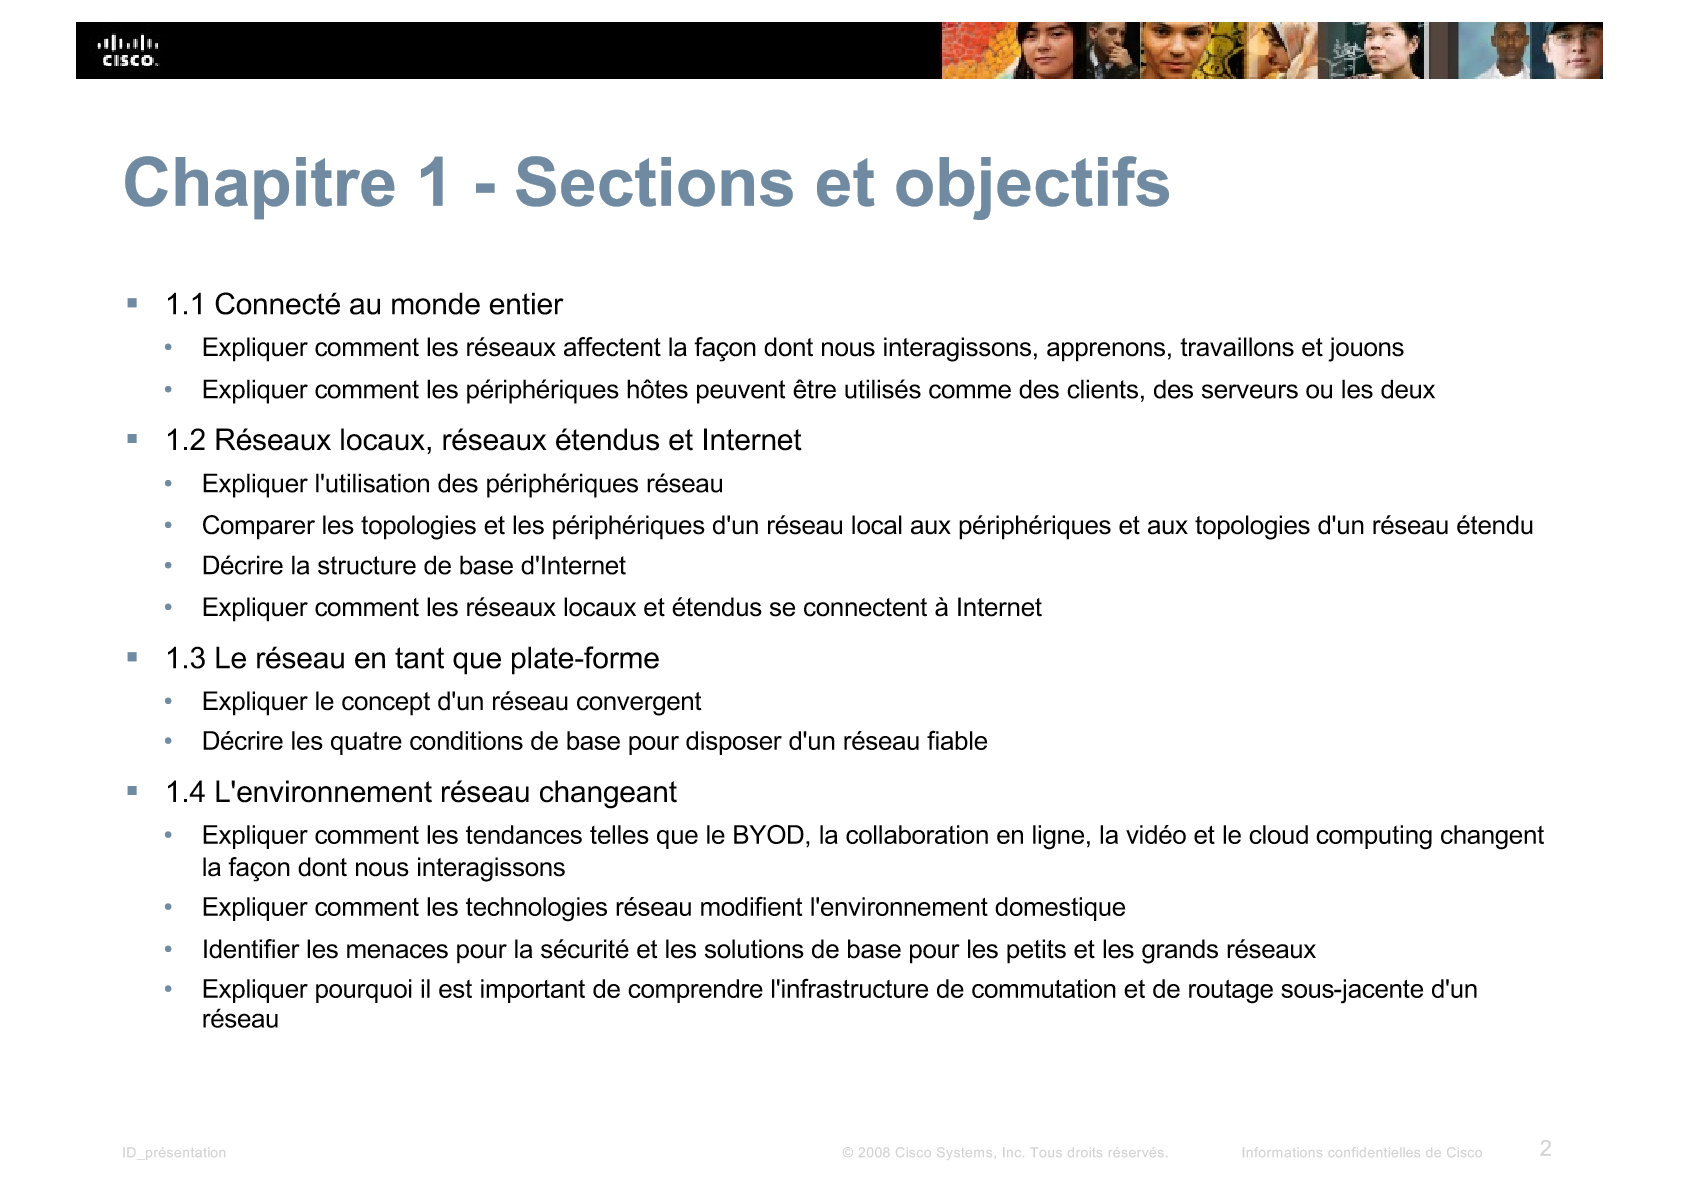 CISCO
Chapitre 1 - Sections et objectifs
▪ 1.1 Connecté au monde entier
• Expliquer comment les réseaux affectent la façon dont nous interagissons, apprenons, travaillons et jouons
• Expliquer comment les périphériques hôtes peuvent être utilisés comme des clients, des serveurs ou les deux
▪ 1.2 Réseaux locaux, réseaux étendus et Internet
• Expliquer l'utilisation des périphériques réseau
• Comparer les topologies et les périphériques d'un réseau local aux périphériques et aux topologies d'un réseau étendu
• Décrire la structure de base d'Internet
• Expliquer comment les réseaux locaux et étendus se connectent à Internet
▪ 1.3 Le réseau en tant que plate-forme
• Expliquer le concept d'un réseau convergent
• Décrire les quatre conditions de base pour disposer d'un réseau fiable
▪ 1.4 L'environnement réseau changeant
• Expliquer comment les tendances telles que le BYOD, la collaboration en ligne, la vidéo et le cloud computing changent
la façon dont nous interagissons
• Expliquer comment les technologies réseau modifient l'environnement domestique
• Identifier les menaces pour la sécurité et les solutions de base pour les petits et les grands réseaux
• Expliquer pourquoi il est important de comprendre l'infrastructure de commutation et de routage sous-jacente d'un
réseau
ID_présentation © 2008 Cisco Systems, Inc. Tous droits réservés. Informations confidentielles de Cisco 2